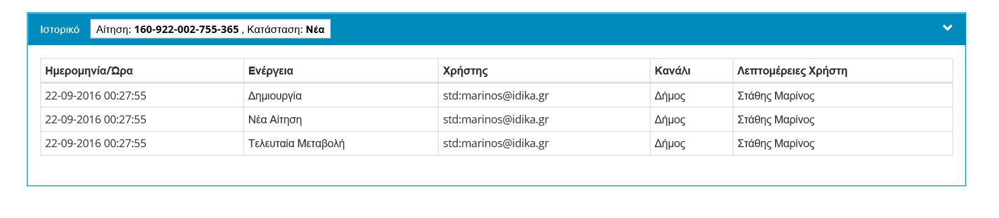 Ιστορικό Αίτηση: 160-922-002-755-365 , Κατάσταση: Νέα
Ημερομηνία/Ώρα Ενέργεια Χρήστης Κανάλι Λεπτομέρειες Χρήστη
22-09-2016 00:27:55 Δημιουργία std:marinos@idika.gr Δήμος Στάθης Μαρίνος
22-09-2016 00:27:55 Νέα Αίτηση std:marinos@idika.gr Δήμος Στάθης Μαρίνος
22-09-2016 00:27:55 Τελευταία Μεταβολή std:marinos@idika.gr Δήμος Στάθης Μαρίνος